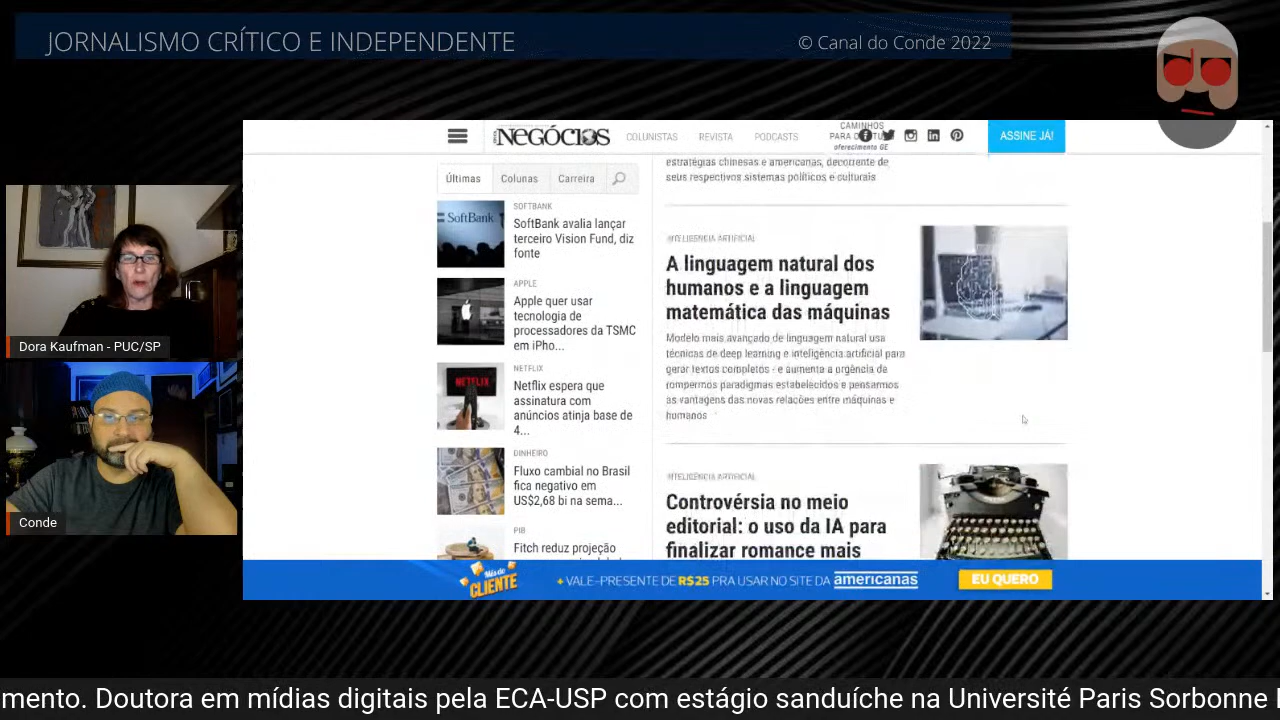 JORNALISMO CRÍTICO E INDEPENDENTE
© Canal do Conde 2022
NEGÓCIOS
COLUNISTAS
REVISTA
PODCASTS
CAMINHOS
PARA O
oferecimento GE
ASSINE JÁ!
Últimas
Colunas
Carreira
SOFTBANK
SoftBank
SoftBank avalia lançar
terceiro Vision Fund, diz
fonte
APPLE
Apple quer usar
tecnologia de
processadores da TSMC
em iPho...
NETFLIX
NETFLIX
Netflix espera que
assinatura com
anúncios atinja base de
4...
DINHEIRO
Fluxo cambial no Brasil
fica negativo em
US$2,68 bi na sema...
PIB
Fitch reduz projeção
estratégias chinesas e americanas, decorrente de
seus respectivos sistemas políticos e culturais
INTELIGÊNCIA ARTIFICIAL
A linguagem natural dos
humanos e a linguagem
matemática das máquinas
Modelo mais avançado de linguagem natural usa
técnicas de deep learning e inteligência artificial para
gerar textos completos - e aumenta a urgência de
rompermos paradigmas estabelecidos e pensarmos
as vantagens das novas relações entre máquinas e
humanos
INTELIGÊNCIA ARTIFICIAL
Controvérsia no meio
editorial: o uso da IA para
finalizar romance mais
Mês do
CLIENTE
+VALE-PRESENTE DE R$25 PRA USAR NO SITE DA americanas
EU QUERO
Dora Kaufman - PUC/SP
Conde
mento. Doutora em mídias digitais pela ECA-USP com estágio sanduíche na Université Paris Sorbonne